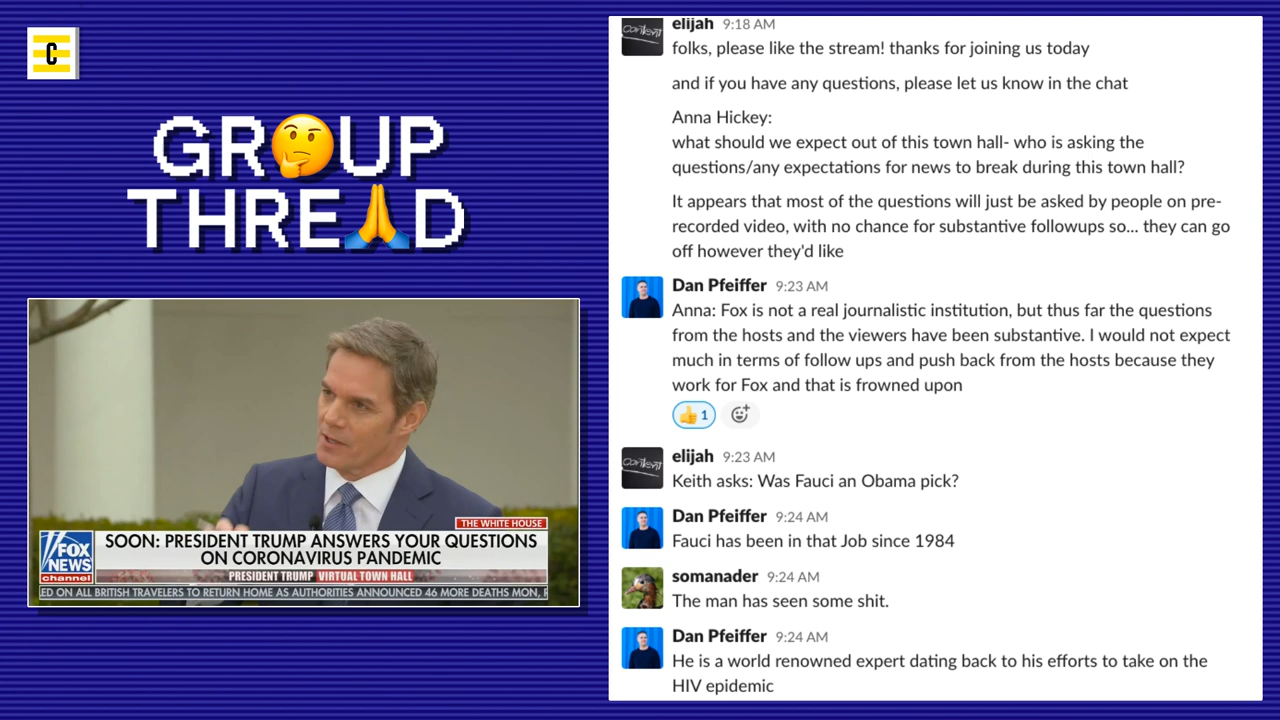 C
GR🤔UP
THRE🙏D
THE WHITE HOUSE
FOX
NEWS
channel
SOON: PRESIDENT TRUMP ANSWERS YOUR QUESTIONS
ON CORONAVIRUS PANDEMIC
PRESIDENT TRUMP VIRTUAL TOWN HALL
ED ON ALL BRITISH TRAVELERS TO RETURN HOME AS AUTHORITIES ANNOUNCED 46 MORE DEATHS MON,
elijah 9:18 AM
folks, please like the stream! thanks for joining us today
and if you have any questions, please let us know in the chat
Anna Hickey:
what should we expect out of this town hall- who is asking the
questions/any expectations for news to break during this town hall?
It appears that most of the questions will just be asked by people on pre-
recorded video, with no chance for substantive followups so... they can go
off however they'd like
Dan Pfeiffer 9:23 AM
Anna: Fox is not a real journalistic institution, but thus far the questions
from the hosts and the viewers have been substantive. I would not expect
much in terms of follow ups and push back from the hosts because they
work for Fox and that is frowned upon
👍 1
elijah 9:23 AM
Keith asks: Was Fauci an Obama pick?
Dan Pfeiffer 9:24 AM
Fauci has been in that Job since 1984
somanader 9:24 AM
The man has seen some shit.
Dan Pfeiffer 9:24 AM
He is a world renowned expert dating back to his efforts to take on the
HIV epidemic